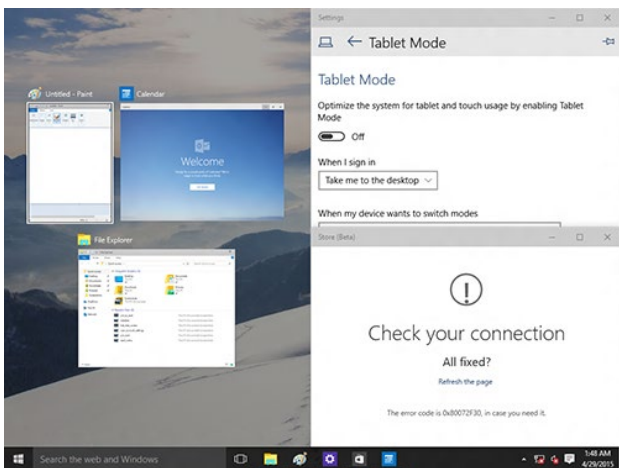 Untitled - Paint
Calendar
Welcome
File Explorer
Settings
Tablet Mode
Tablet Mode
Optimize the system for tablet and touch usage by enabling Tablet
Mode
Off
When I sign in
Take me to the desktop
When my device wants to switch modes
Store (Beta)
Check your connection
All fixed?
Refresh the page
The error code is 0x80072F30, in case you need it.
Search the web and Windows
1:48 AM
4/29/2015